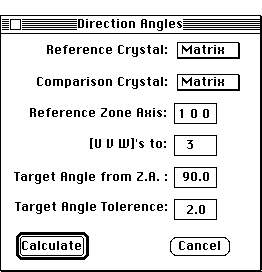 Direction Angles
Reference Crystal: Matrix
Comparison Crystal: Matrix
Reference Zone Axis: 1 0 0
[U V W]'s to: 3
Target Angle from Z.A. : 90.0
Target Angle Tolerence: 2.0
Calculate Cancel